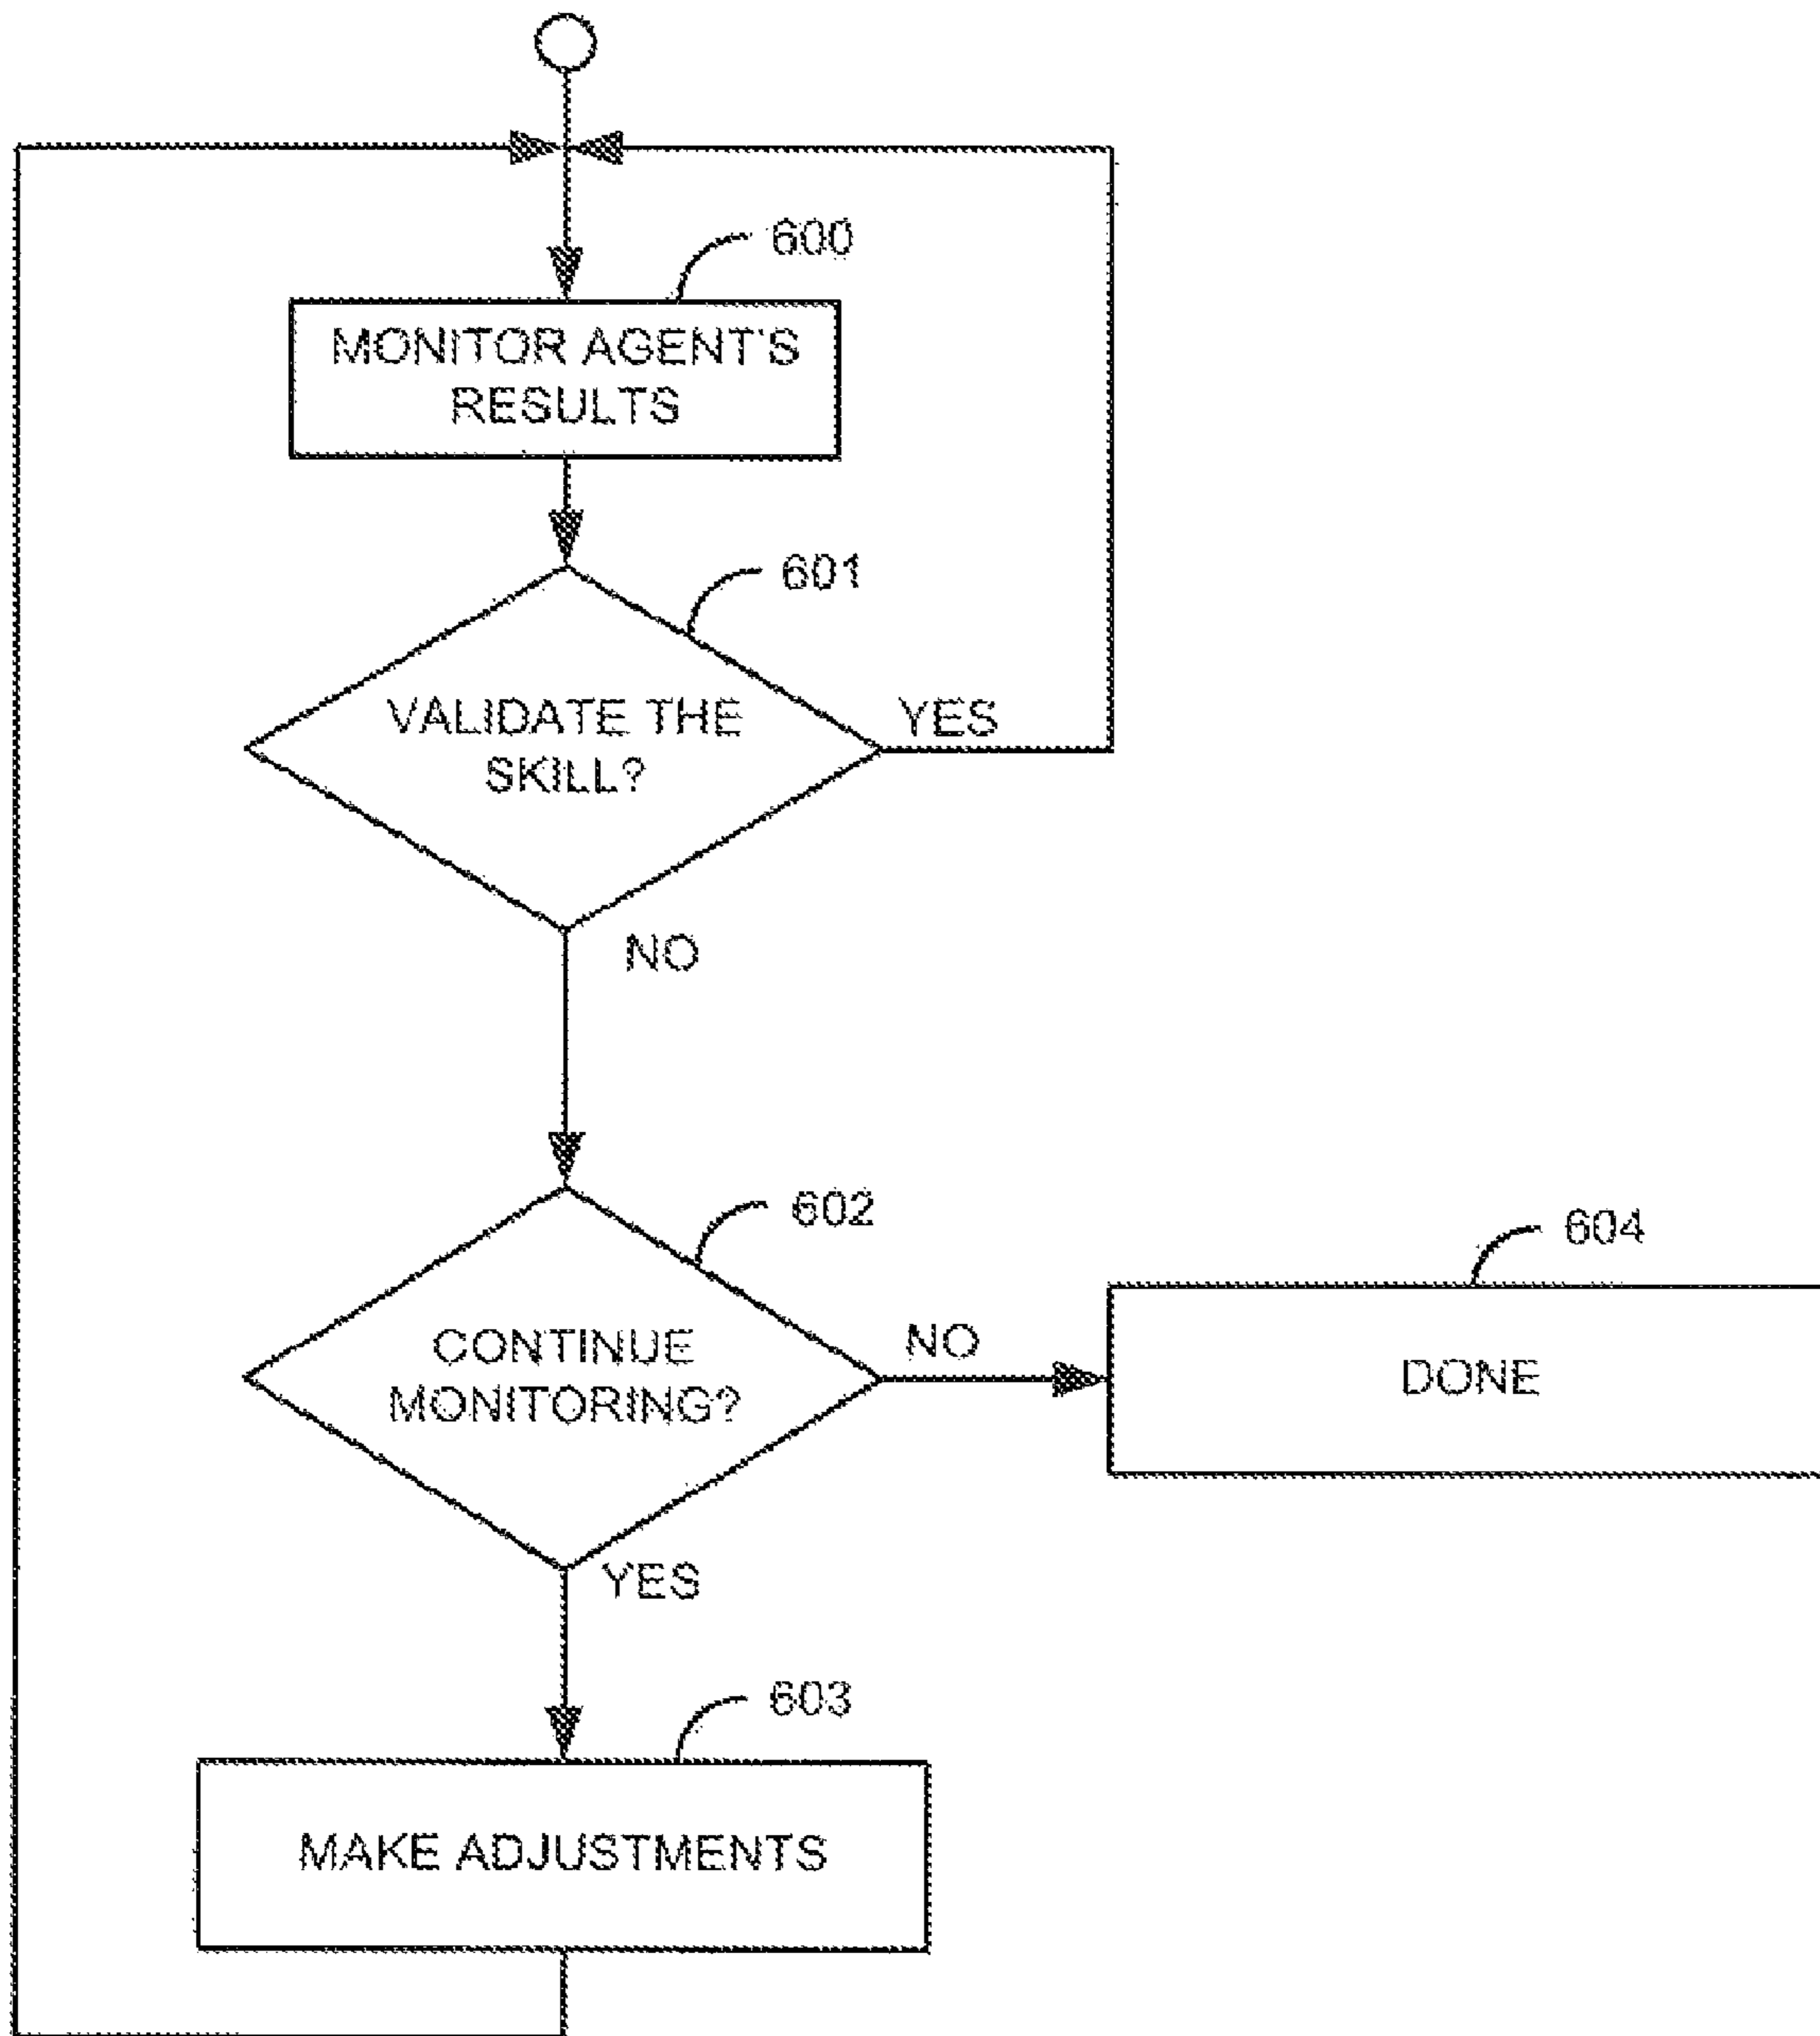 600
MONITOR AGENT'S
RESULTS
601
VALIDATE THE
SKILL?
YES
NO
602
CONTINUE
MONITORING?
NO
604
DONE
YES
603
MAKE ADJUSTMENTS